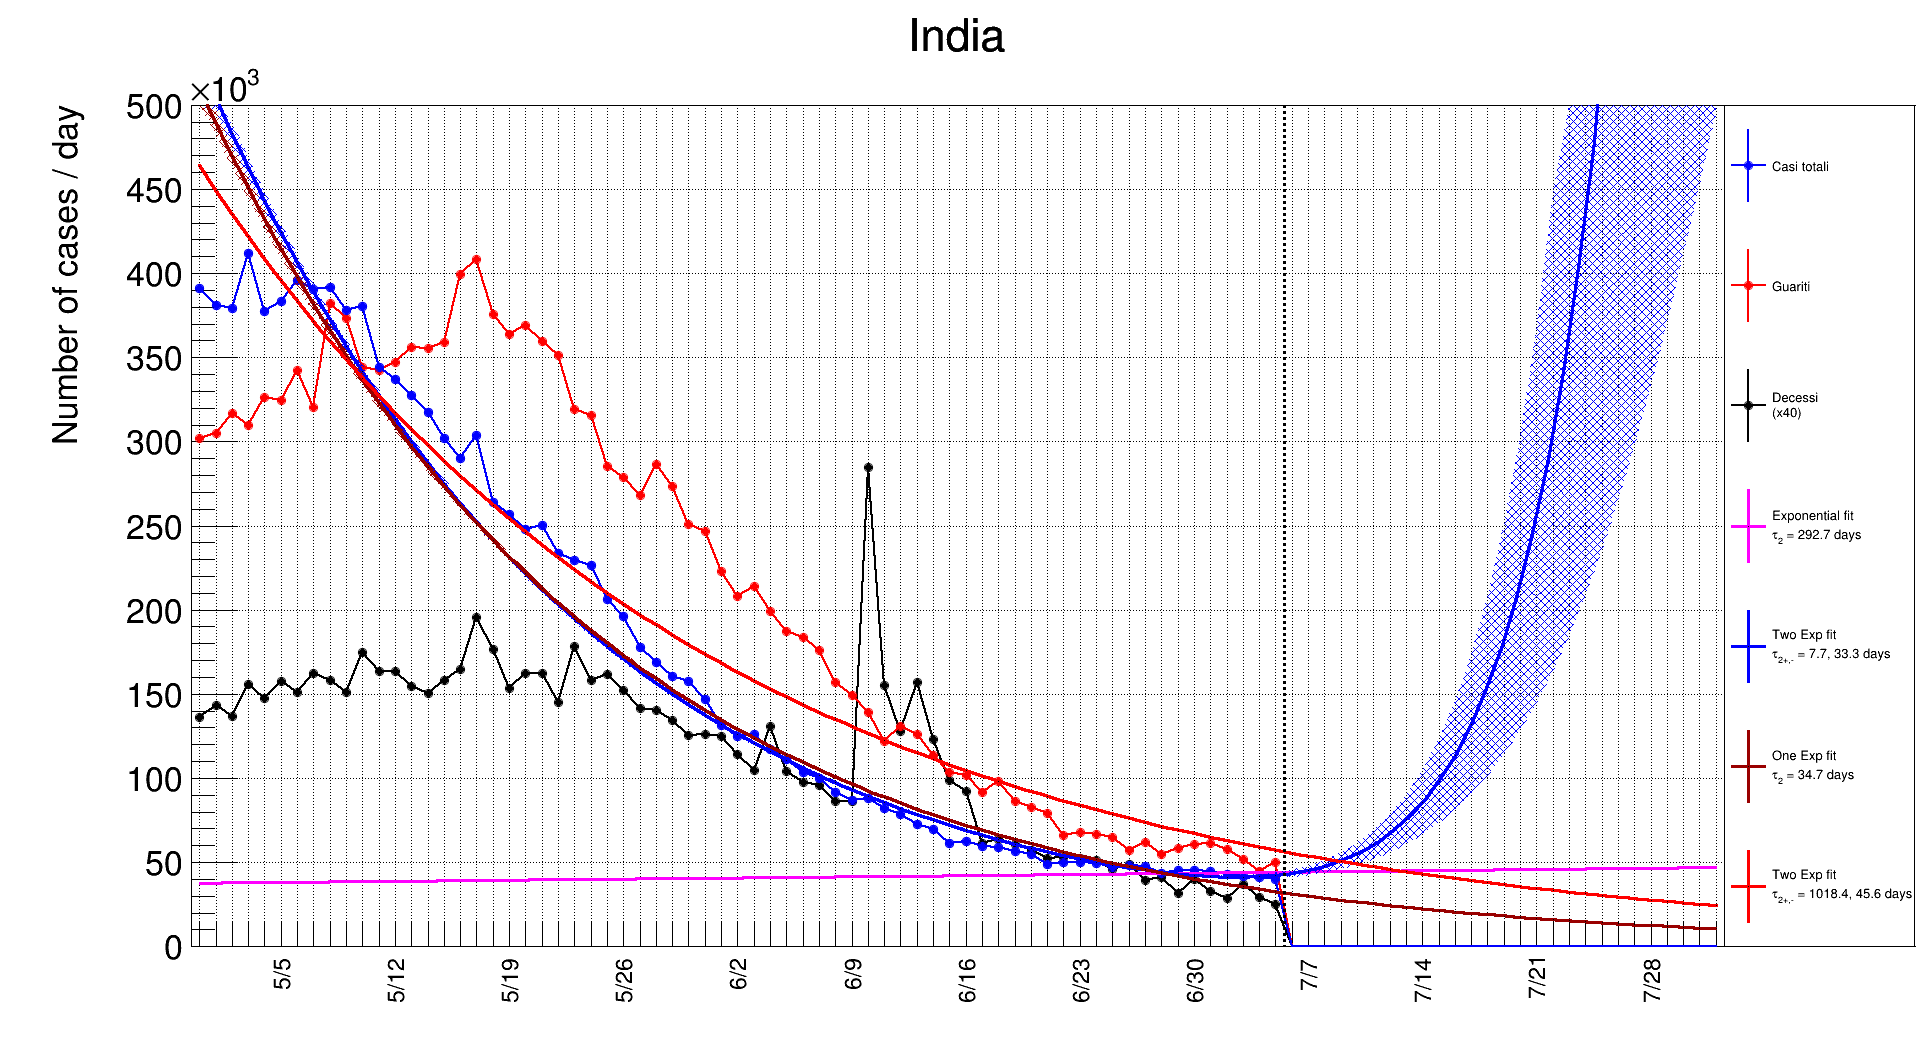 India
×10³
Number of cases / day
500
450
400
350
300
250
200
150
100
50
0
5/5
5/12
5/19
5/26
6/2
6/9
6/16
6/23
6/30
7/7
7/14
7/21
7/28
Casi totali
Guariti
Decessi
(x40)
Exponential fit
τ₂ = 292.7 days
Two Exp fit
τ₂₊,₋ = 7.7, 33.3 days
One Exp fit
τ₂ = 34.7 days
Two Exp fit
τ₂₊,₋ = 1018.4, 45.6 days